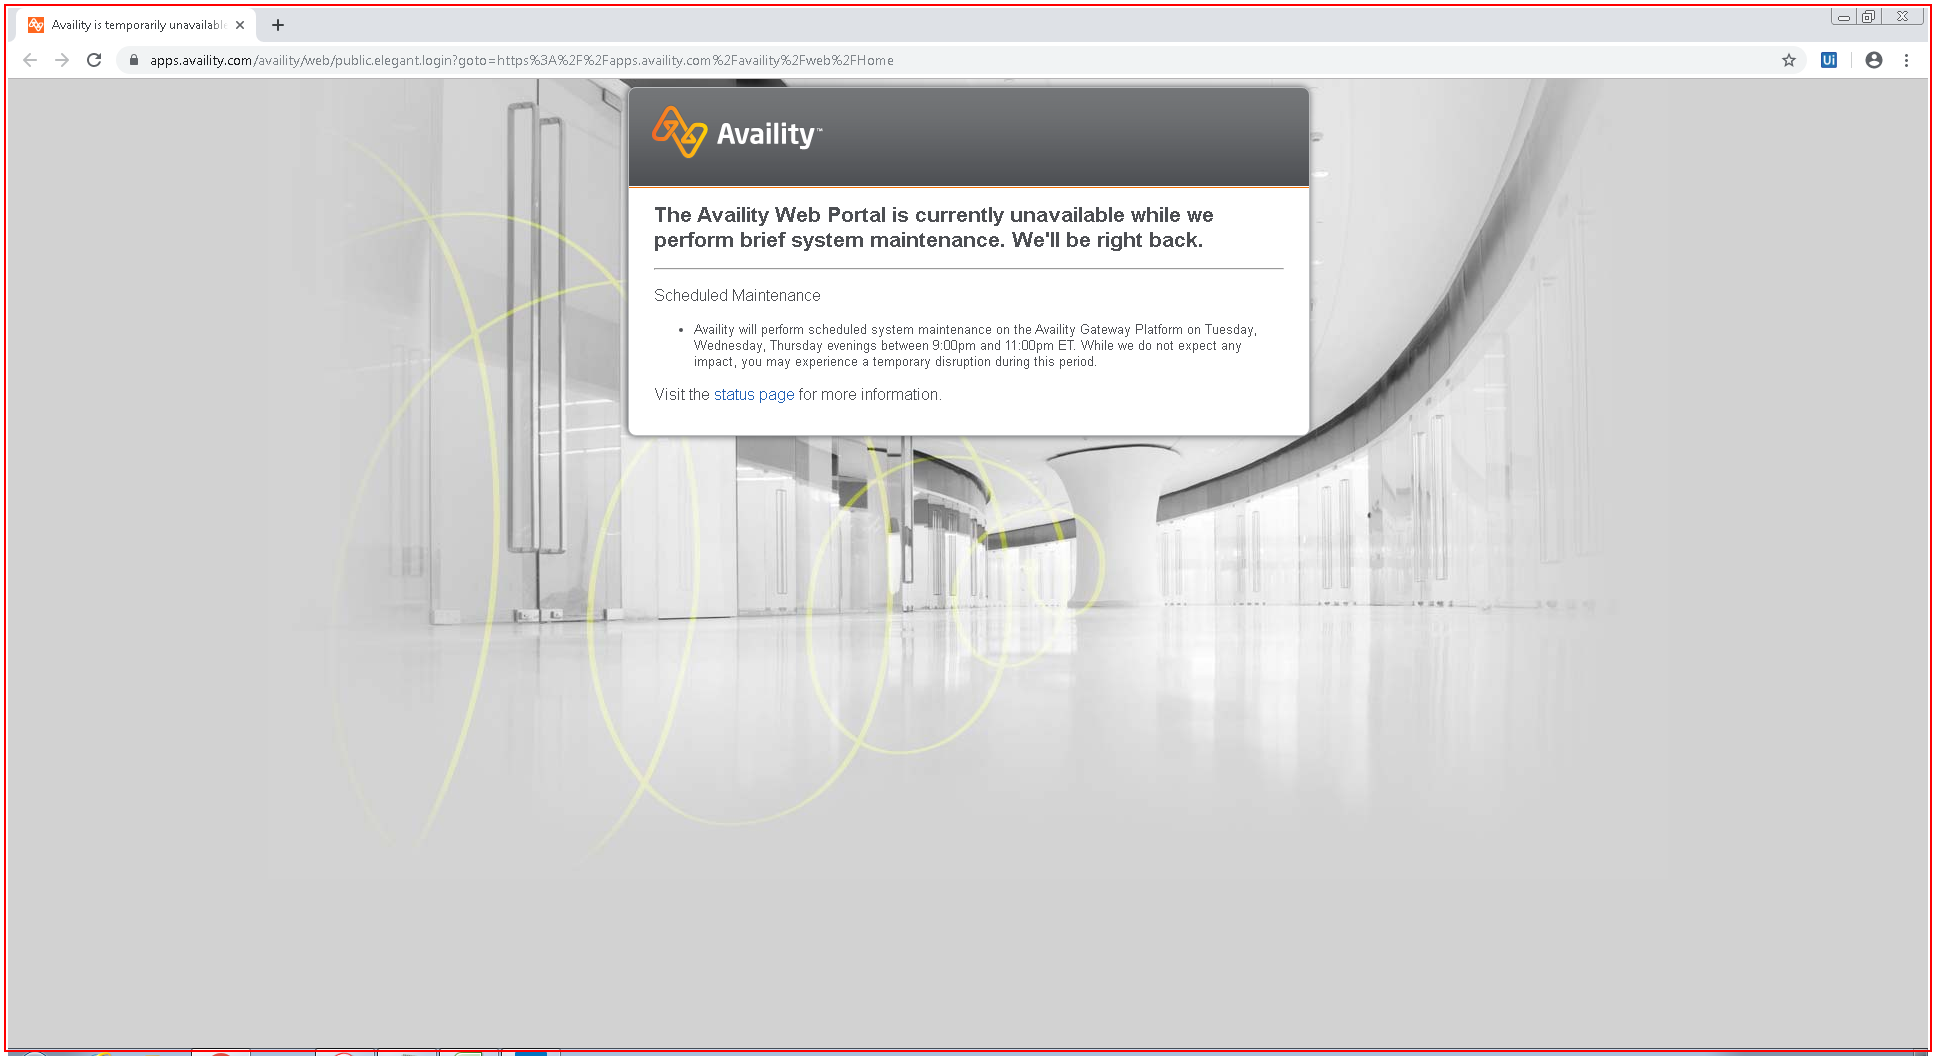 Availity is temporarily unavailabl
apps.availity.com/availity/web/public.elegant.login?goto=https%3A%2F%2Fapps.availity.com%2Favaility%2Fweb%2FHome
Ui
Availity™
The Availity Web Portal is currently unavailable while we
perform brief system maintenance. We'll be right back.
Scheduled Maintenance
• Availity will perform scheduled system maintenance on the Availity Gateway Platform on Tuesday,
Wednesday, Thursday evenings between 9:00pm and 11:00pm ET. While we do not expect any
impact, you may experience a temporary disruption during this period.
Visit the status page for more information.